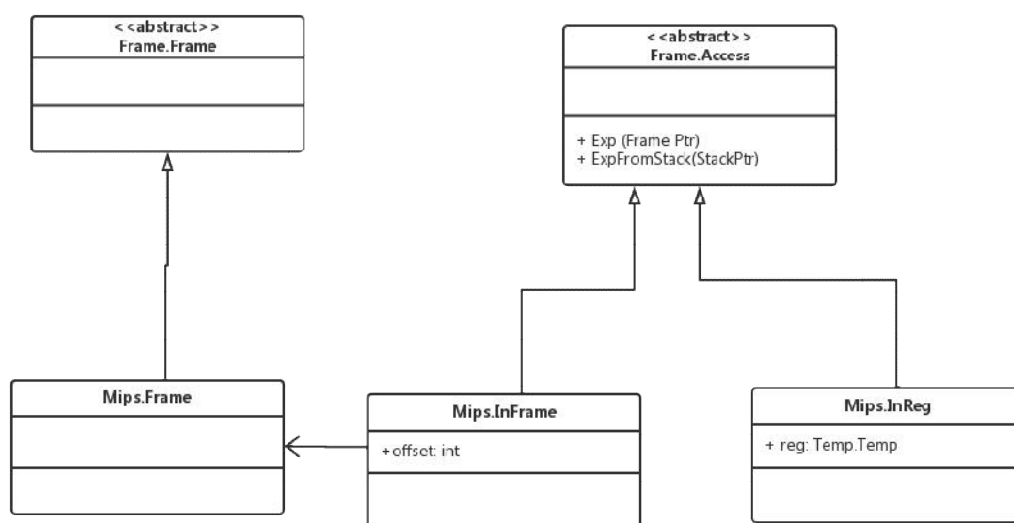 <<abstract>>
Frame.Frame
<<abstract>>
Frame.Access
+ Exp (Frame Ptr)
+ ExpFromStack(StackPtr)
Mips.Frame
Mips.InFrame
+offset: int
Mips.InReg
+ reg: Temp.Temp